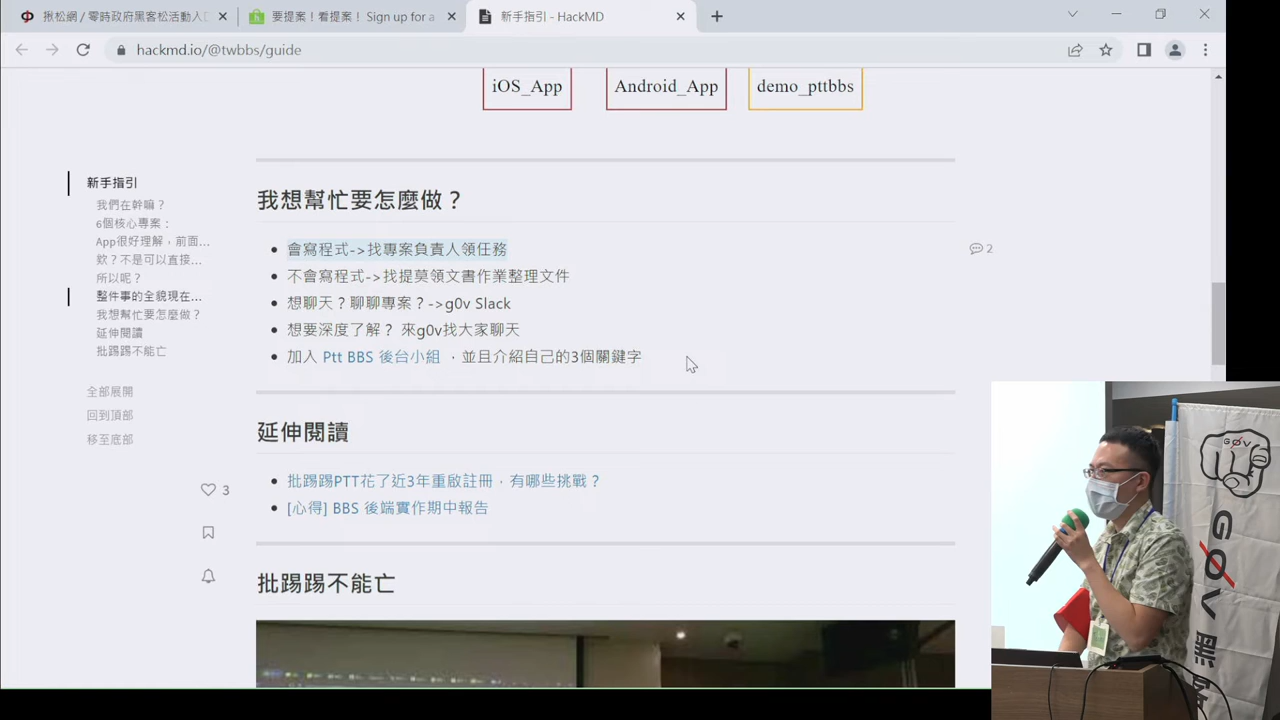 揪松網 / 零時政府黑客松活動人
要提案！看提案！ Sign up for a
新手指引 - HackMD
hackmd.io/@twbbs/guide
iOS_App
Android_App
demo_pttbbs
新手指引
我們在幹嘛？
6個核心專案：
App很好理解，前面...
欸？不是可以直接...
所以呢？
整件事的全貌現在...
我想幫忙要怎麼做？
延伸閱讀
批踢踢不能亡
全部展開
回到頂部
移至底部
3
我想幫忙要怎麼做？
會寫程式->找專案負責人領任務
2
不會寫程式->找提莫領文書作業整理文件
想聊天？聊聊專案？->g0v Slack
想要深度了解？ 來g0v找大家聊天
加入 Ptt BBS 後台小組 ，並且介紹自己的3個關鍵字
延伸閱讀
批踢踢PTT花了近3年重啟註冊，有哪些挑戰？
[心得] BBS 後端實作期中報告
批踢踢不能亡
G0V
G0V
黑客